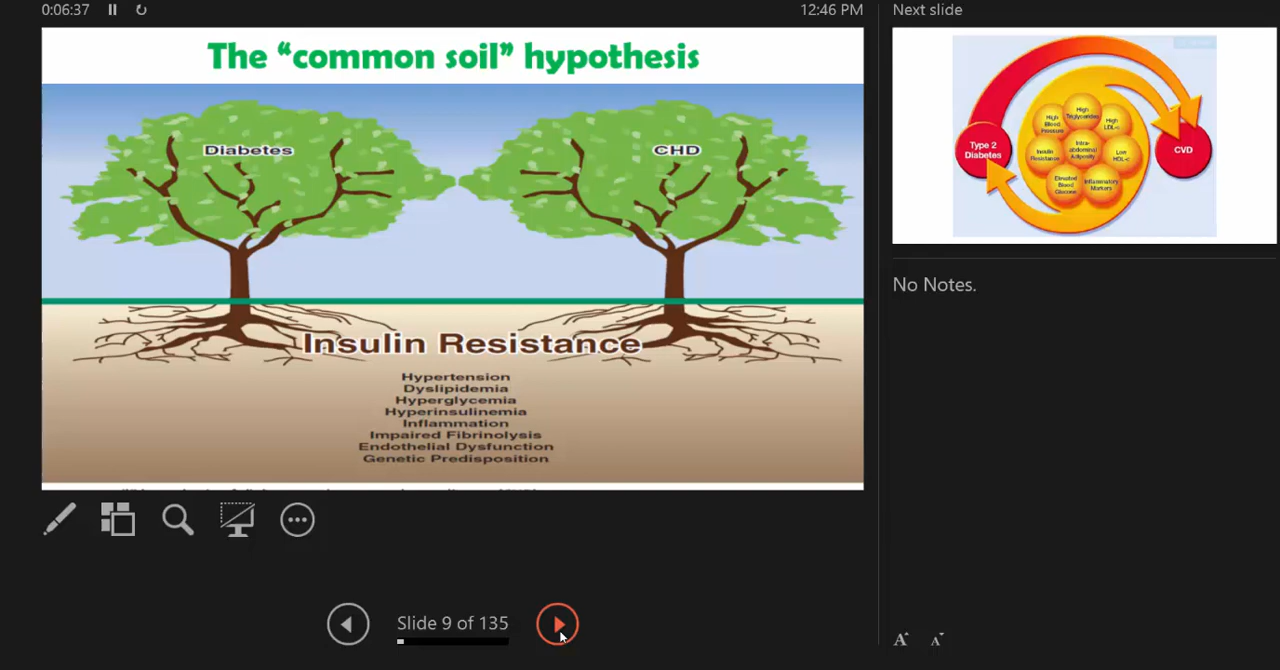 0:06:37
12:46 PM
The “common soil” hypothesis
Diabetes
CHD
Insulin Resistance
Hypertension
Dyslipidemia
Hyperglycemia
Hyperinsulinemia
Inflammation
Impaired Fibrinolysis
Endothelial Dysfunction
Genetic Predisposition
Slide 9 of 135
Next slide
Type 2
Diabetes
High
Blood
Pressure
High
Triglycerides
High
LDL-c
Insulin
Resistance
Intra-
abdominal
Adiposity
Low
HDL-c
Elevated
Blood
Glucose
Inflammatory
Markers
CVD
No Notes.
A
A